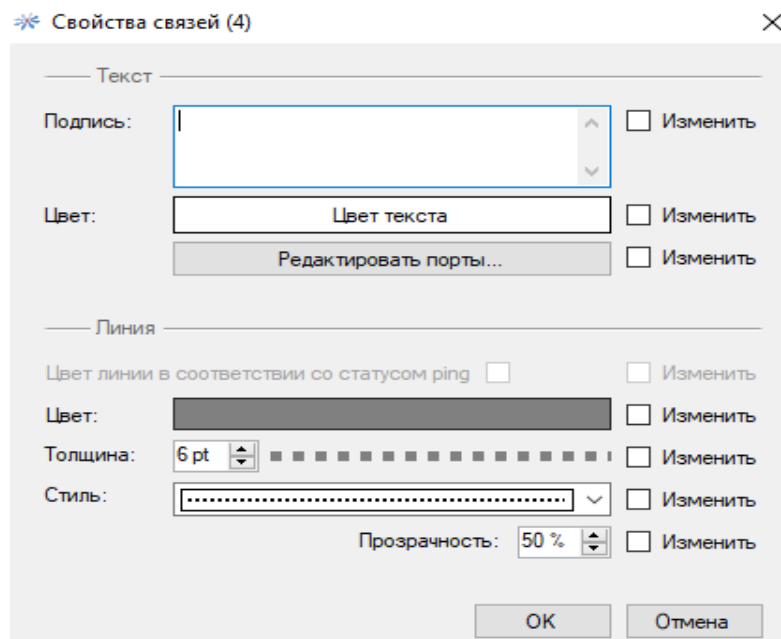 Свойства связей (4)
Текст
Подпись: Изменить
Цвет: Цвет текста Изменить
Редактировать порты... Изменить
Линия
Цвет линии в соответствии со статусом ping Изменить
Цвет: Изменить
Толщина: 6 pt Изменить
Стиль: Изменить
Прозрачность: 50 % Изменить
OK Отмена